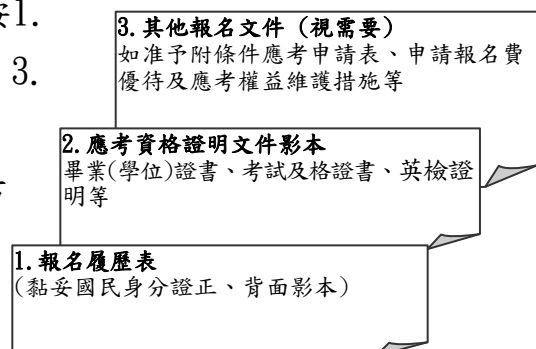 1.
3.
3.其他報名文件（視需要）
如准予附條件應考申請表、申請報名費
優待及應考權益維護措施等
2.應考資格證明文件影本
畢業(學位)證書、考試及格證書、英檢證
明等
1.報名履歷表
(黏妥國民身分證正、背面影本)